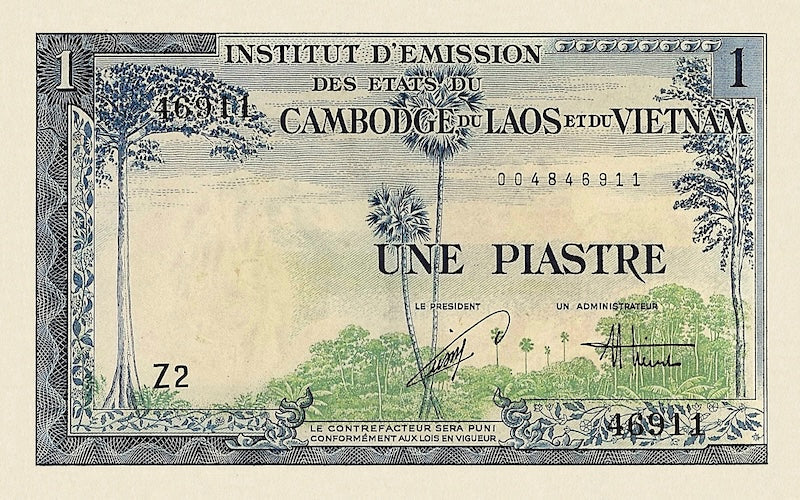 1
INSTITUT D'EMISSION
1
DES ETATS DU
46911
CAMBODGE DU LAOS ET DU VIETNAM
004846911
UNE PIASTRE
LE PRESIDENT
UN ADMINISTRATEUR
Z2
46911
LE CONTREFACTEUR SERA PUNI
CONFORMÉMENT AUX LOIS EN VIGUEUR